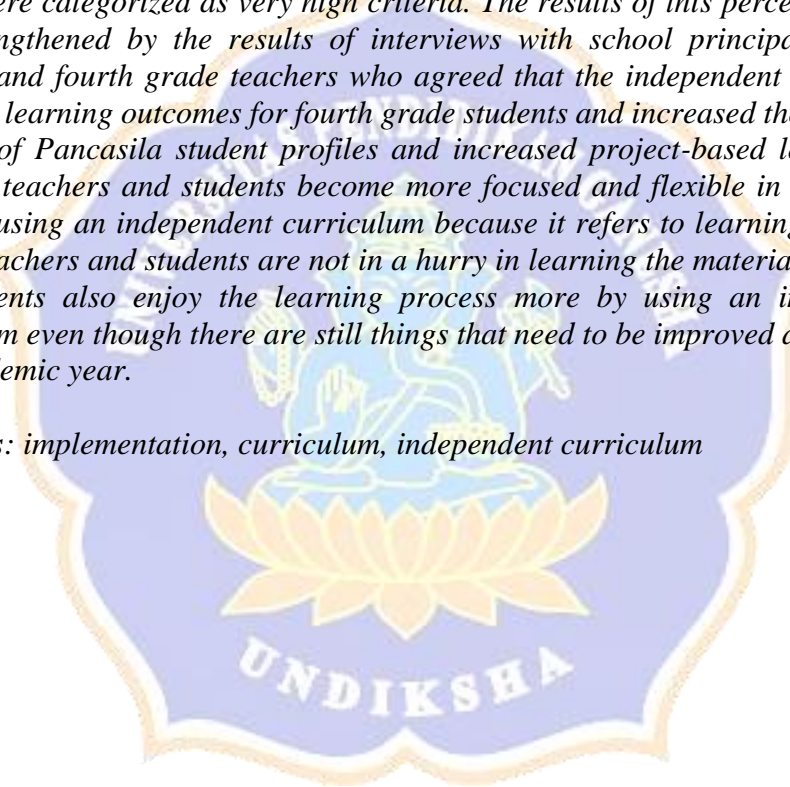 ere categorized as very high criteria. The results of this perce
ngthened by the results of interviews with school principa
and fourth grade teachers who agreed that the independent
learning outcomes for fourth grade students and increased the
of Pancasila student profiles and increased project-based le
teachers and students become more focused and flexible in
using an independent curriculum because it refers to learning
achers and students are not in a hurry in learning the material
ents also enjoy the learning process more by using an in
m even though there are still things that need to be improved a
demic year.
s: implementation, curriculum, independent curriculum
UNIVERSITAS PENDIDIKAN GANESHA
UNDIKSHA